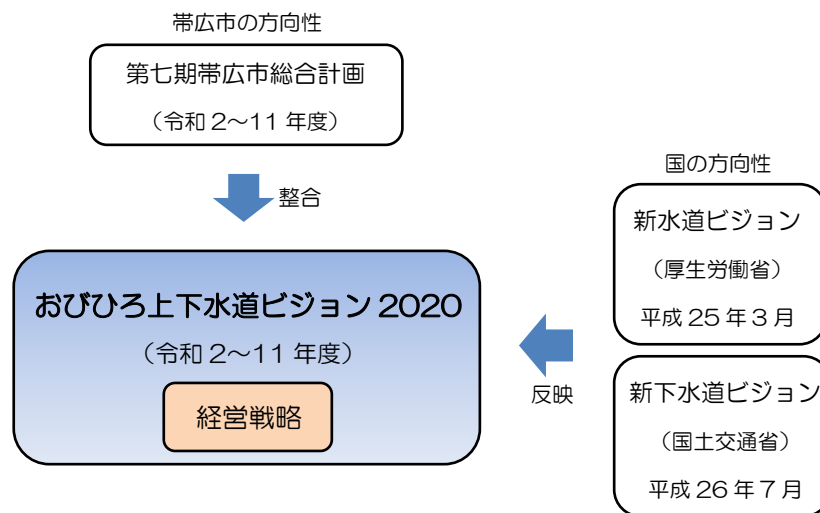 帯広市の方向性
第七期帯広市総合計画
（令和 2～11 年度）
整合
おびひろ上下水道ビジョン 2020
（令和 2～11 年度）
経営戦略
反映
国の方向性
新水道ビジョン
（厚生労働省）
平成 25 年 3 月
新下水道ビジョン
（国土交通省）
平成 26 年 7 月